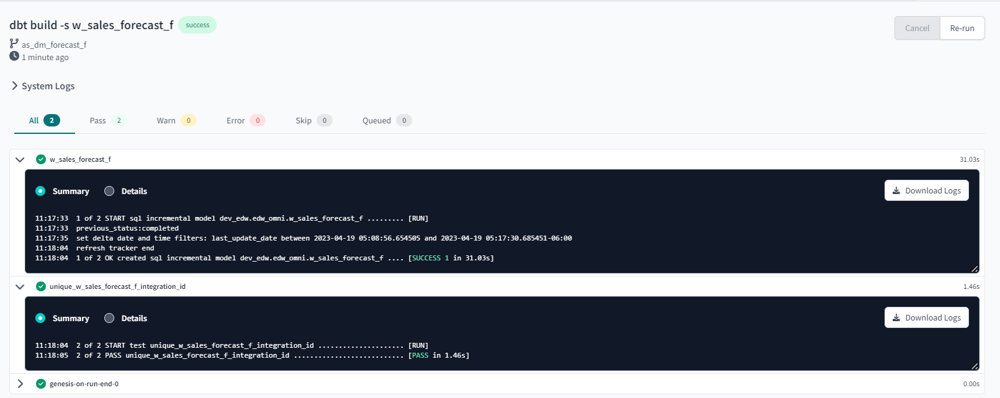 dbt build -s w_sales_forecast_f success
Cancel Re-run
as_dm_forecast_f
1 minute ago
System Logs
All 2 Pass 2 Warn 0 Error 0 Skip 0 Queued 0
w_sales_forecast_f 31.03s
Summary Details Download Logs
11:17:33 1 of 2 START sql incremental model dev_edw.edw_omni.w_sales_forecast_f ......... [RUN]
11:17:33 previous_status:completed
11:17:35 set delta date and time filters: last_update_date between 2023-04-19 05:08:56.654505 and 2023-04-19 05:17:30.685451-06:00
11:18:04 refresh tracker end
11:18:04 1 of 2 OK created sql incremental model dev_edw.edw_omni.w_sales_forecast_f .... [SUCCESS 1 in 31.03s]
unique_w_sales_forecast_f_integration_id 1.46s
Summary Details Download Logs
11:18:04 2 of 2 START test unique_w_sales_forecast_f_integration_id ..................... [RUN]
11:18:05 2 of 2 PASS unique_w_sales_forecast_f_integration_id ........................... [PASS in 1.46s]
genesis-on-run-end-0 0.00s